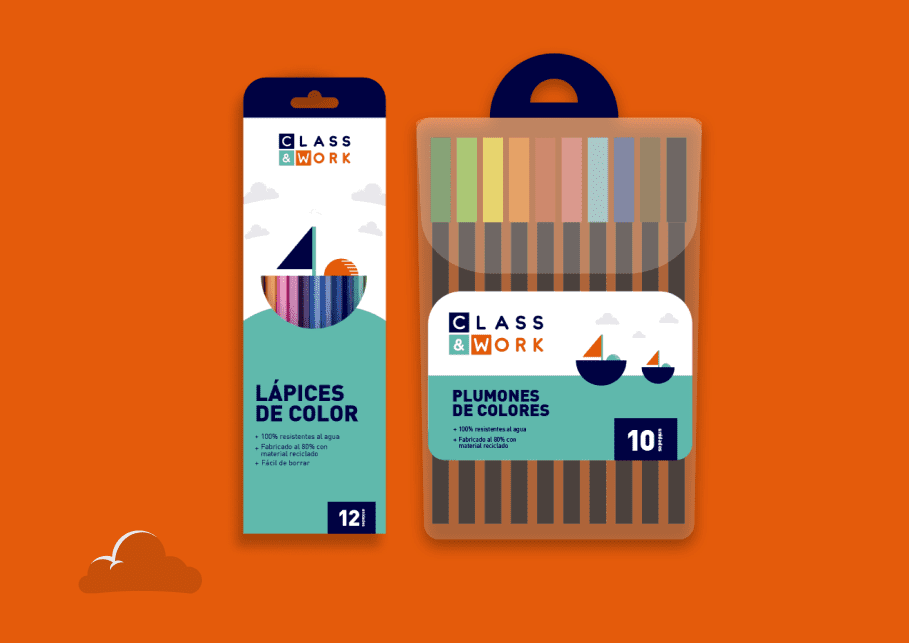 CLASS
& WORK
LÁPICES
DE COLOR
+ 100% resistentes al agua
+ Fabricado al 80% con
material reciclado
+ Fácil de borrar
12
CLASS
& WORK
PLUMONES
DE COLORES
+ 100% resistentes al agua
+ Fabricado al 80% con
material reciclado
10 unidades